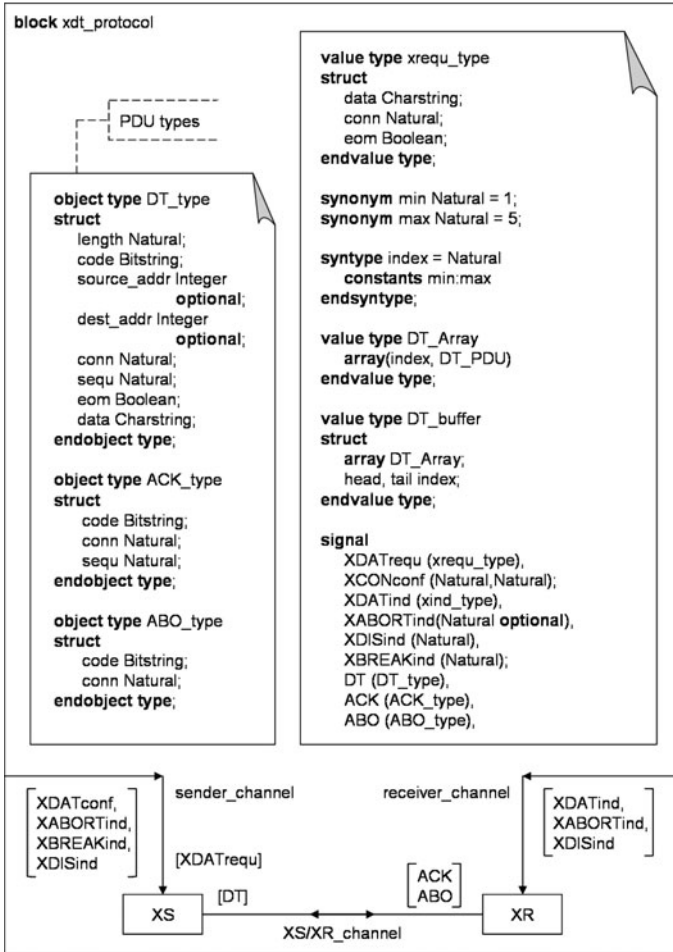 block xdt_protocol
PDU types
object type DT_type
struct
length Natural;
code Bitstring;
source_addr Integer
optional;
dest_addr Integer
optional;
conn Natural;
sequ Natural;
eom Boolean;
data Charstring;
endobject type;
object type ACK_type
struct
code Bitstring;
conn Natural;
sequ Natural;
endobject type;
object type ABO_type
struct
code Bitstring;
conn Natural;
endobject type;
value type xrequ_type
struct
data Charstring;
conn Natural;
eom Boolean;
endvalue type;
synonym min Natural = 1;
synonym max Natural = 5;
syntype index = Natural
constants min:max
endsyntype;
value type DT_Array
array(index, DT_PDU)
endvalue type;
value type DT_buffer
struct
array DT_Array;
head, tail index;
endvalue type;
signal
XDATrequ (xrequ_type),
XCONconf (Natural,Natural);
XDATind (xind_type),
XABORTind(Natural optional),
XDISind (Natural),
XBREAKind (Natural);
DT (DT_type),
ACK (ACK_type),
ABO (ABO_type),
XDATconf,
XABORTind,
XBREAKind,
XDISind
sender_channel
[XDATrequ]
receiver_channel
XDATind,
XABORTind,
XDISind
XS
[DT]
XS/XR_channel
ACK
ABO
XR